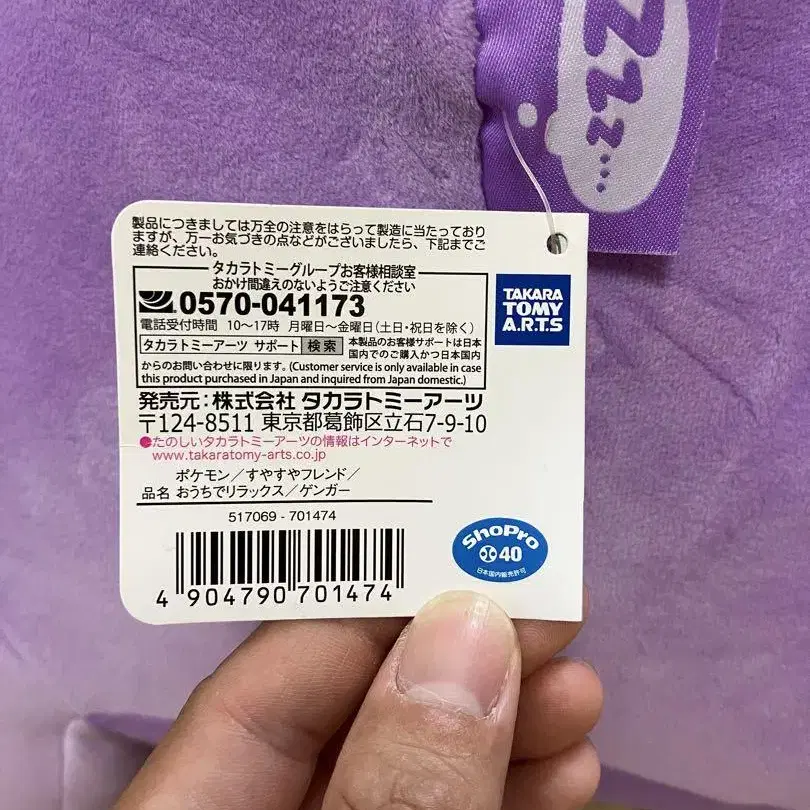 Zzz...
製品につきましては万全の注意をはらって製造に当たっており
ますが、万一お気づきの点などがございましたら、下記までご
連絡ください。
タカラトミーグループお客様相談室
おかけ間違えのないようご注意ください
0570-041173
電話受付時間 10〜17時 月曜日〜金曜日(土日・祝日を除く)
タカラトミーアーツ サポート 検索 本製品のお客様サポートは日本
国内でのご購入かつ日本国内
からのお問い合わせに限ります。(Customer service is only available in case
this product purchased in Japan and inquired from Japan domestic.)
TAKARA
TOMY
A.R.T.S
発売元:株式会社 タカラトミーアーツ
〒124-8511 東京都葛飾区立石7-9-10
●たのしいタカラトミーアーツの情報はインターネットで
www.takaratomy-arts.co.jp
ポケモン/すやすやフレンド/
品名 おうちでリラックス/ゲンガー
517069 - 701474
4 904790 701474
ShoPro
40
日本国内販売許可